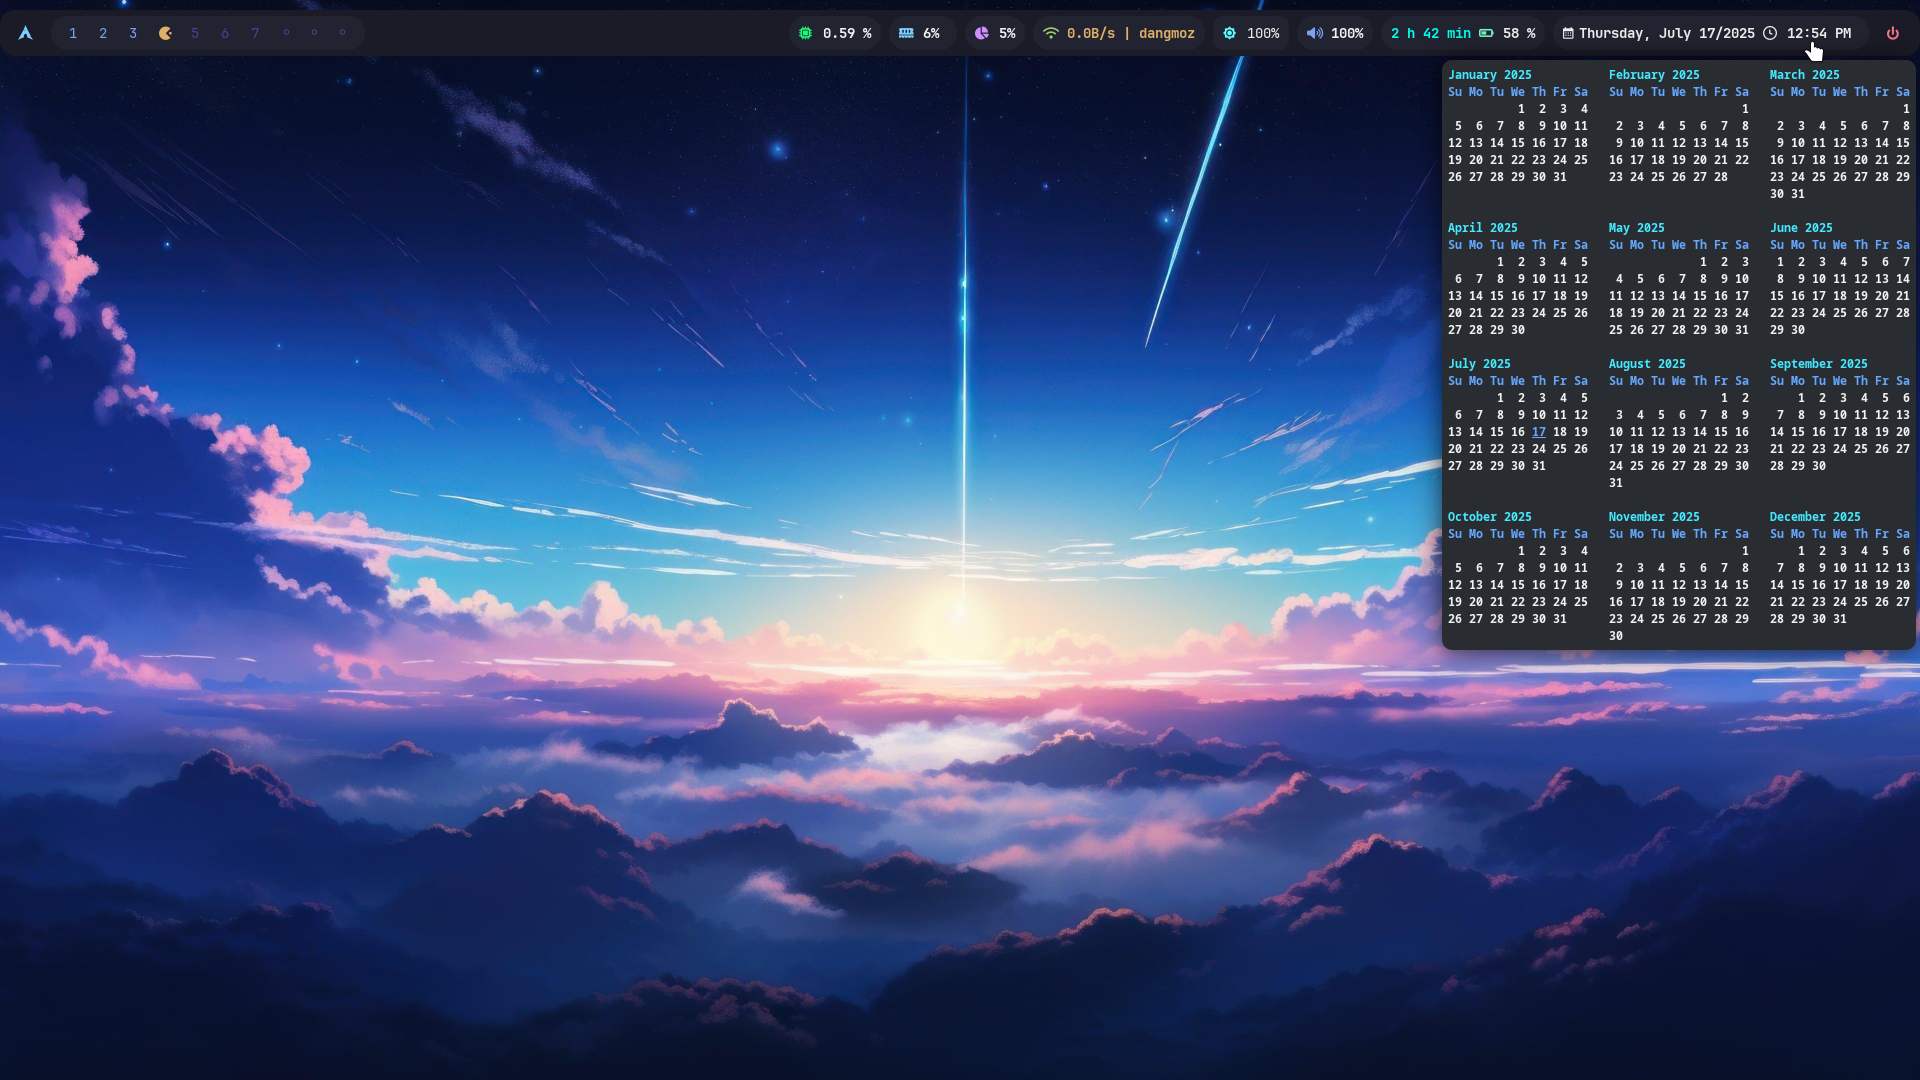 1 2 3 5 6 7 0.59 % 6% 5% 0.0B/s | dangmoz 100% 100% 2 h 42 min 58 % Thursday, July 17/2025 12:54 PM
January 2025 February 2025 March 2025
Su Mo Tu We Th Fr Sa Su Mo Tu We Th Fr Sa Su Mo Tu We Th Fr Sa
1 2 3 4 1 1
5 6 7 8 9 10 11 2 3 4 5 6 7 8 2 3 4 5 6 7 8
12 13 14 15 16 17 18 9 10 11 12 13 14 15 9 10 11 12 13 14 15
19 20 21 22 23 24 25 16 17 18 19 20 21 22 16 17 18 19 20 21 22
26 27 28 29 30 31 23 24 25 26 27 28 23 24 25 26 27 28 29
30 31
April 2025 May 2025 June 2025
Su Mo Tu We Th Fr Sa Su Mo Tu We Th Fr Sa Su Mo Tu We Th Fr Sa
1 2 3 4 5 1 2 3 1 2 3 4 5 6 7
6 7 8 9 10 11 12 4 5 6 7 8 9 10 8 9 10 11 12 13 14
13 14 15 16 17 18 19 11 12 13 14 15 16 17 15 16 17 18 19 20 21
20 21 22 23 24 25 26 18 19 20 21 22 23 24 22 23 24 25 26 27 28
27 28 29 30 25 26 27 28 29 30 31 29 30
July 2025 August 2025 September 2025
Su Mo Tu We Th Fr Sa Su Mo Tu We Th Fr Sa Su Mo Tu We Th Fr Sa
1 2 3 4 5 1 2 1 2 3 4 5 6
6 7 8 9 10 11 12 3 4 5 6 7 8 9 7 8 9 10 11 12 13
13 14 15 16 17 18 19 10 11 12 13 14 15 16 14 15 16 17 18 19 20
20 21 22 23 24 25 26 17 18 19 20 21 22 23 21 22 23 24 25 26 27
27 28 29 30 31 24 25 26 27 28 29 30 28 29 30
31
October 2025 November 2025 December 2025
Su Mo Tu We Th Fr Sa Su Mo Tu We Th Fr Sa Su Mo Tu We Th Fr Sa
1 2 3 4 1 1 2 3 4 5 6
5 6 7 8 9 10 11 2 3 4 5 6 7 8 7 8 9 10 11 12 13
12 13 14 15 16 17 18 9 10 11 12 13 14 15 14 15 16 17 18 19 20
19 20 21 22 23 24 25 16 17 18 19 20 21 22 21 22 23 24 25 26 27
26 27 28 29 30 31 23 24 25 26 27 28 29 28 29 30 31
30